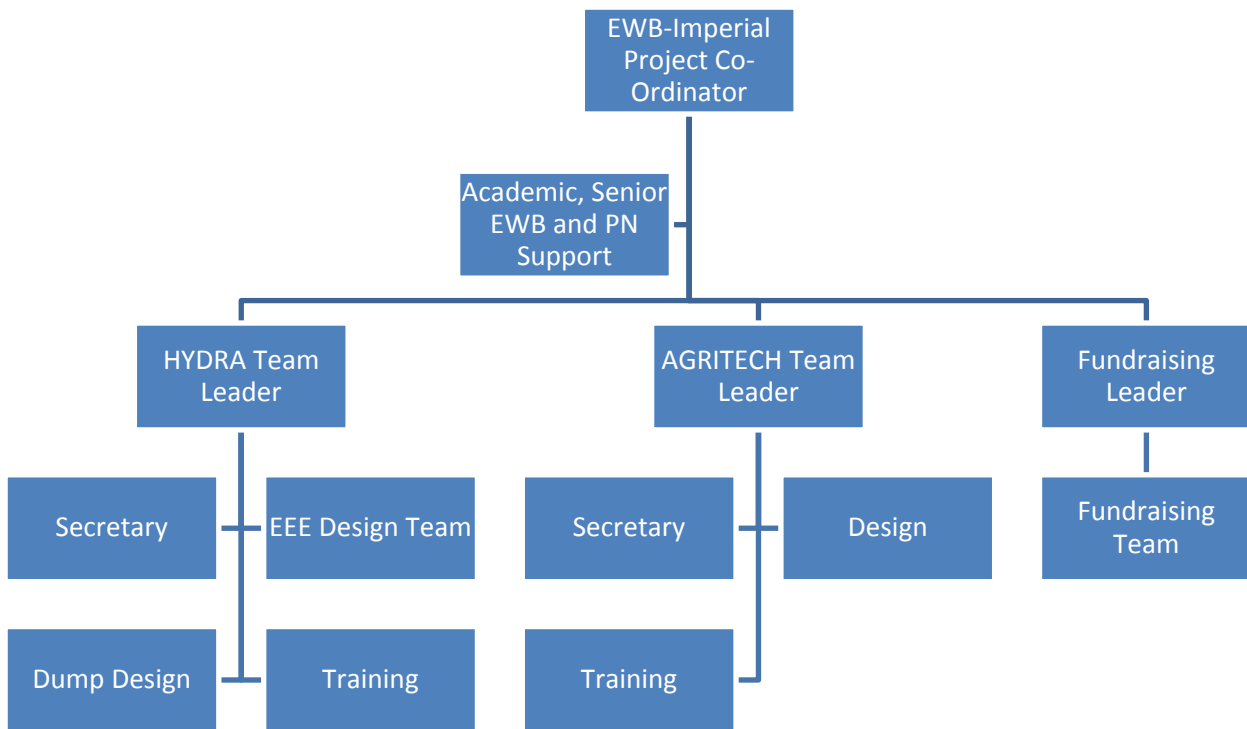 EWB-Imperial
Project Co-
Ordinator
Academic, Senior
EWB and PN
Support
HYDRA Team
Leader
AGRITECH Team
Leader
Fundraising
Leader
Secretary
EEE Design Team
Secretary
Design
Fundraising
Team
Dump Design
Training
Training